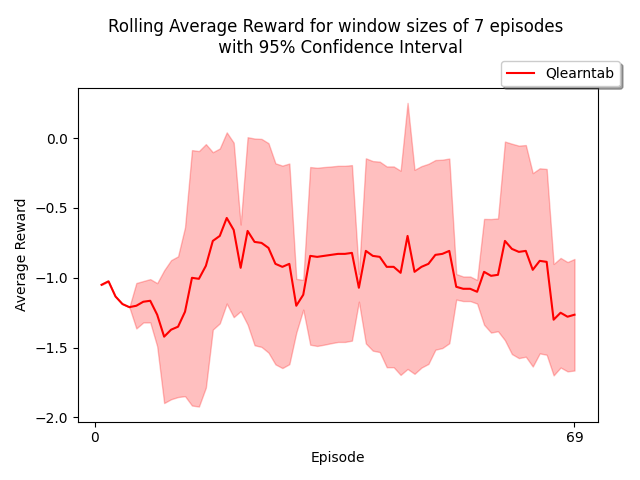 Rolling Average Reward for window sizes of 7 episodes
with 95% Confidence Interval
Qlearntab
0.0
−0.5
−1.0
−1.5
−2.0
Average Reward
0
69
Episode